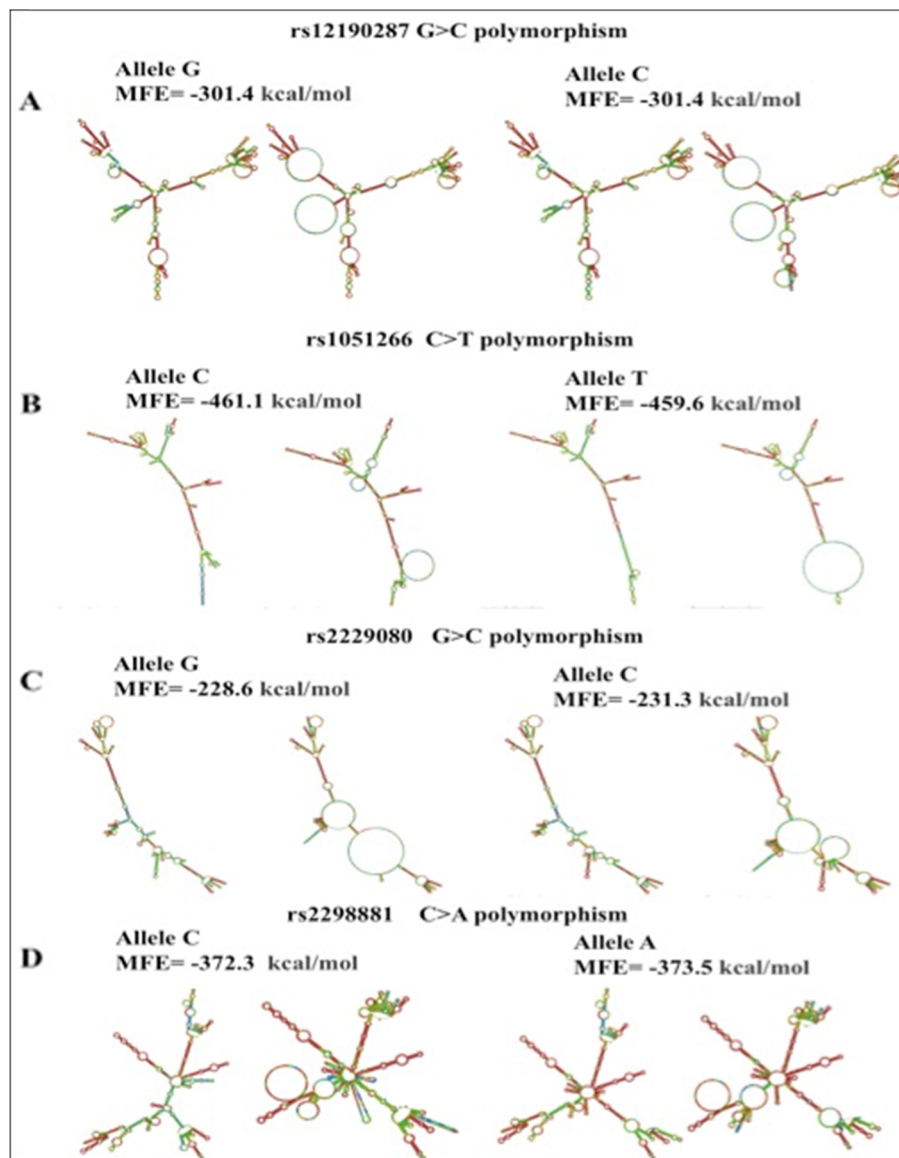 rs12190287 G>C polymorphism
A
Allele G
MFE= -301.4 kcal/mol
Allele C
MFE= -301.4 kcal/mol
rs1051266 C>T polymorphism
B
Allele C
MFE= -461.1 kcal/mol
Allele T
MFE= -459.6 kcal/mol
rs2229080 G>C polymorphism
C
Allele G
MFE= -228.6 kcal/mol
Allele C
MFE= -231.3 kcal/mol
rs2298881 C>A polymorphism
D
Allele C
MFE= -372.3 kcal/mol
Allele A
MFE= -373.5 kcal/mol